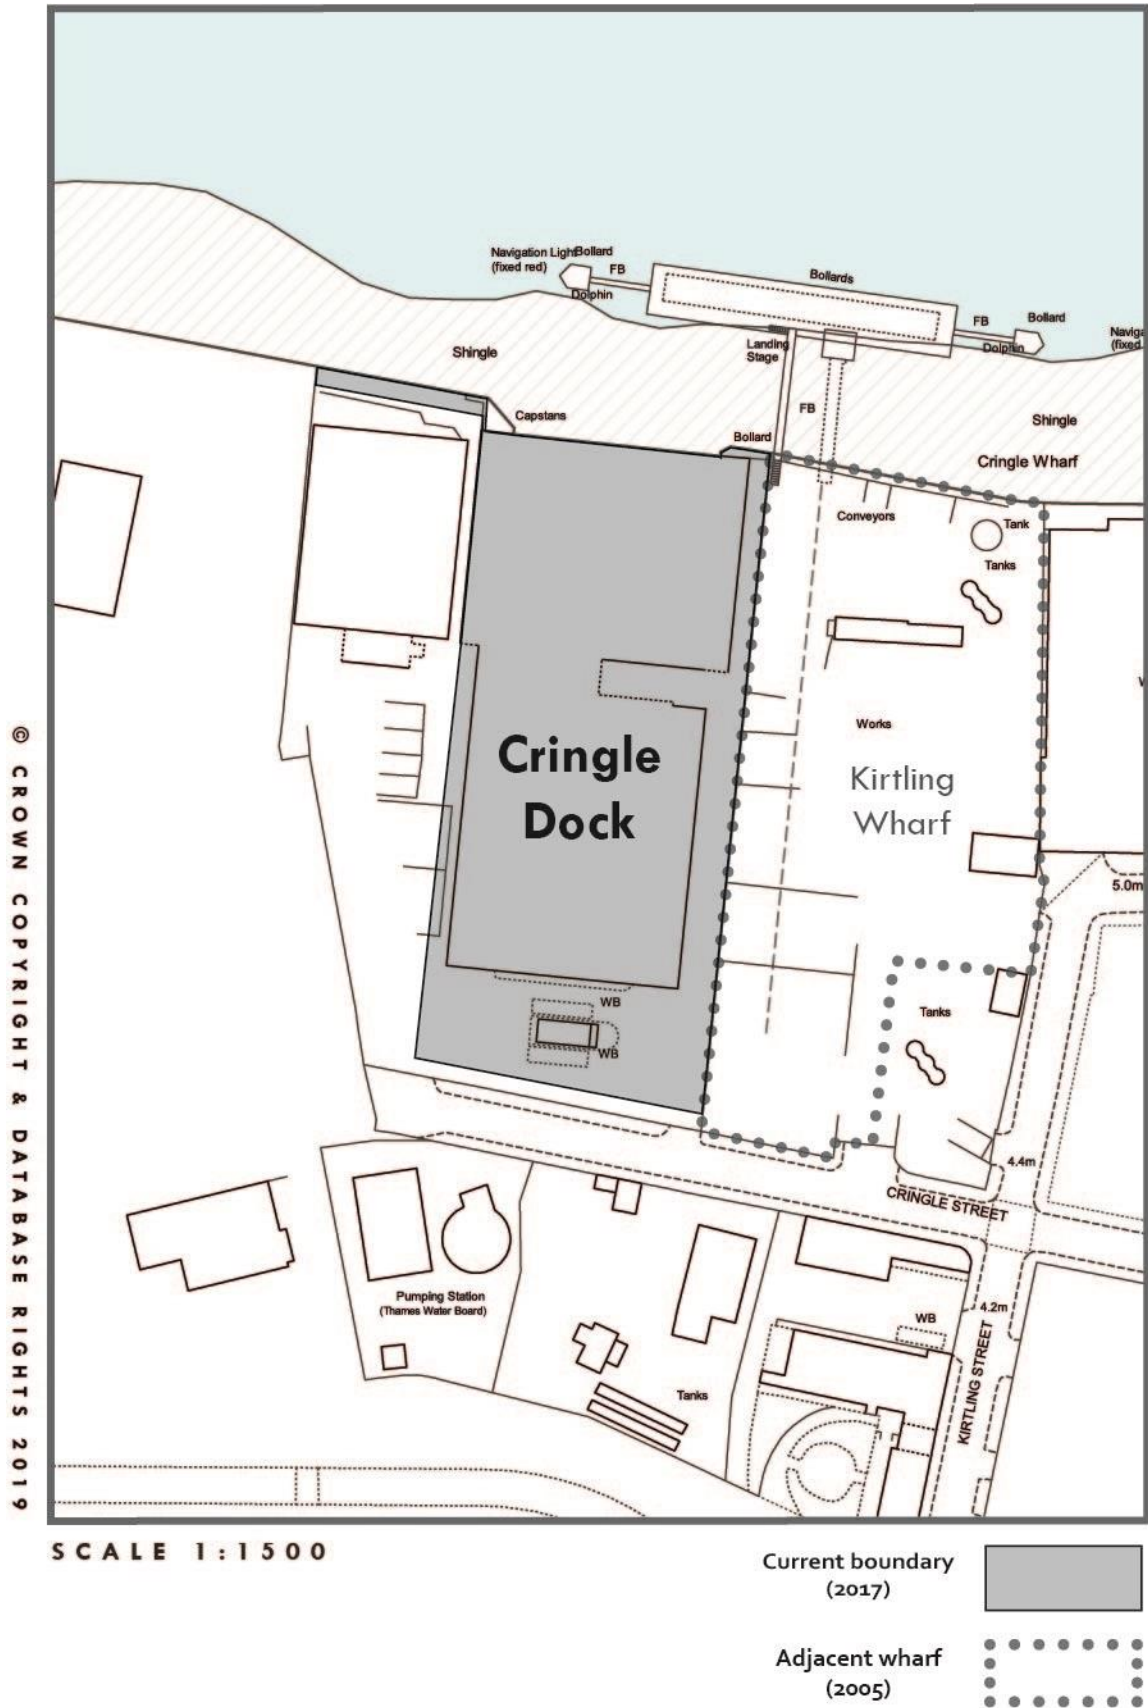 Navigation Light
(fixed red)
Bollard
FB
Dolphin
Bollards
FB
Bollard
Dolphin
Landing
Stage
Shingle
FB
Capstans
Bollard
Shingle
Cringle Wharf
Conveyors
Tank
Tanks
Works
Cringle
Dock
Kirtling
Wharf
5.0m
WB
WB
Tanks
4.4m
CRINGLE STREET
Pumping Station
(Thames Water Board)
4.2m
WB
KIRTLING STREET
Tanks
© CROWN COPYRIGHT & DATABASE RIGHTS 2019
SCALE 1:1500
Current boundary
(2017)
Adjacent wharf
(2005)